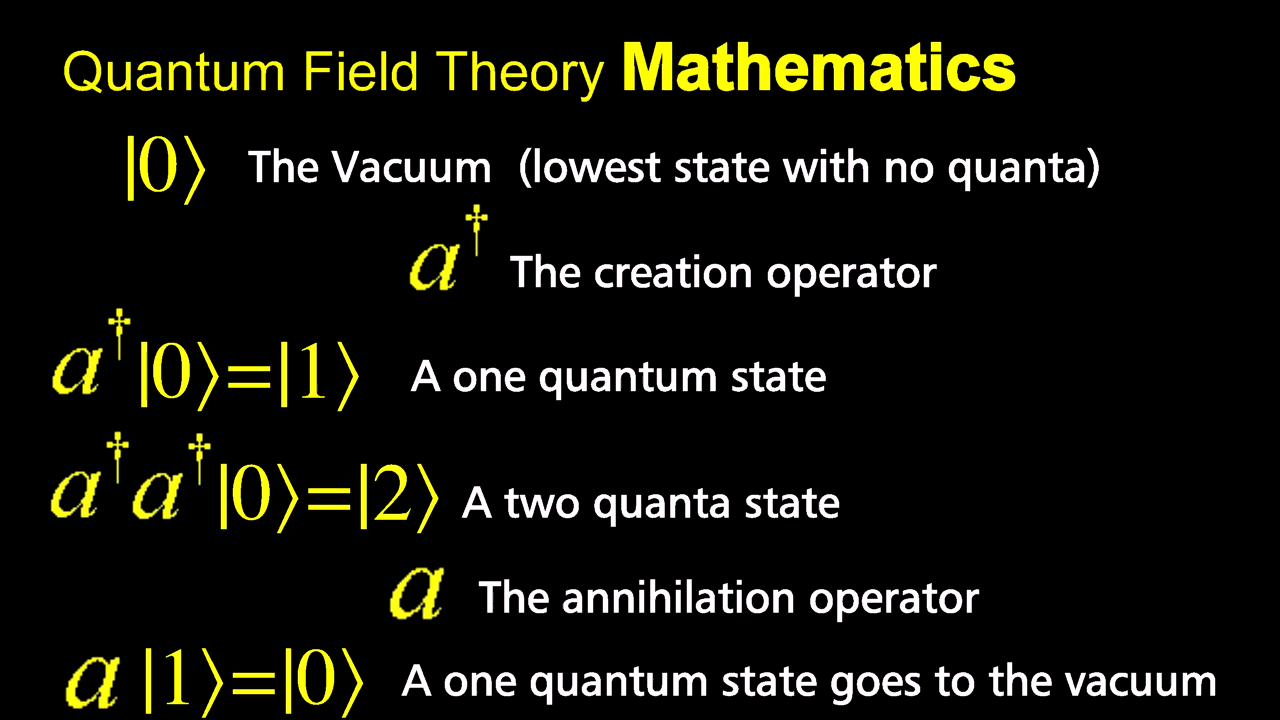 Quantum Field Theory Mathematics
|0⟩ The Vacuum (lowest state with no quanta)
a† The creation operator
a†|0⟩=|1⟩ A one quantum state
a†a†|0⟩=|2⟩ A two quanta state
a The annihilation operator
a|1⟩=|0⟩ A one quantum state goes to the vacuum